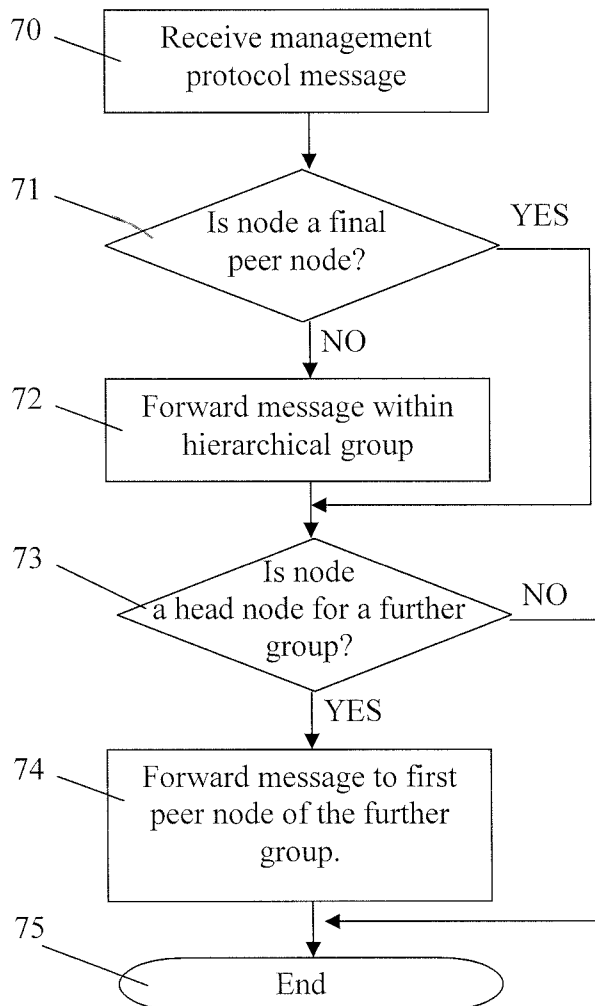 70
Receive management
protocol message
71
Is node a final
peer node?
YES
NO
72
Forward message within
hierarchical group
73
Is node
a head node for a further
group?
NO
YES
74
Forward message to first
peer node of the further
group.
75
End